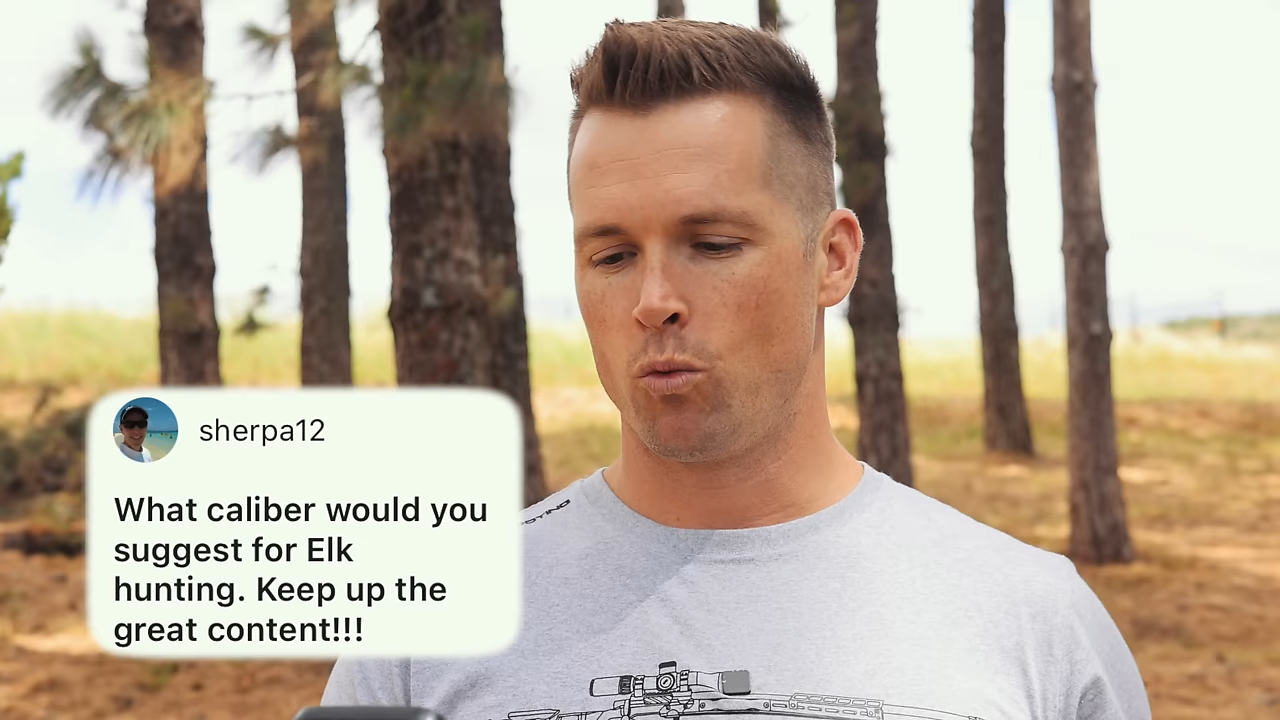 sherpa12
What caliber would you
suggest for Elk
hunting. Keep up the
great content!!!